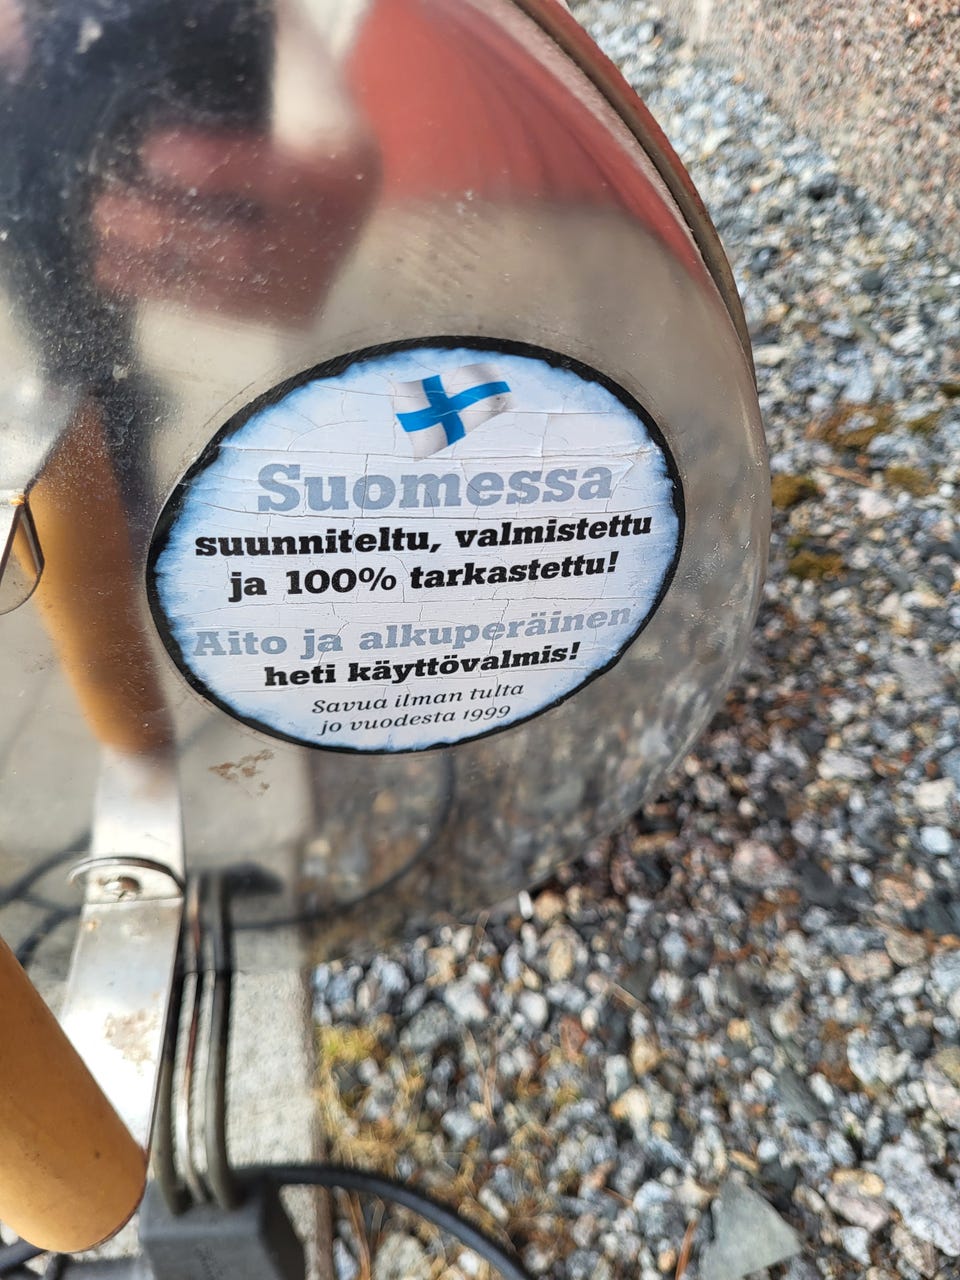 Suomessa
suunniteltu, valmistettu
ja 100% tarkastettu!
Aito ja alkuperäinen
heti käyttövalmis!
Savua ilman tulta
jo vuodesta 1999